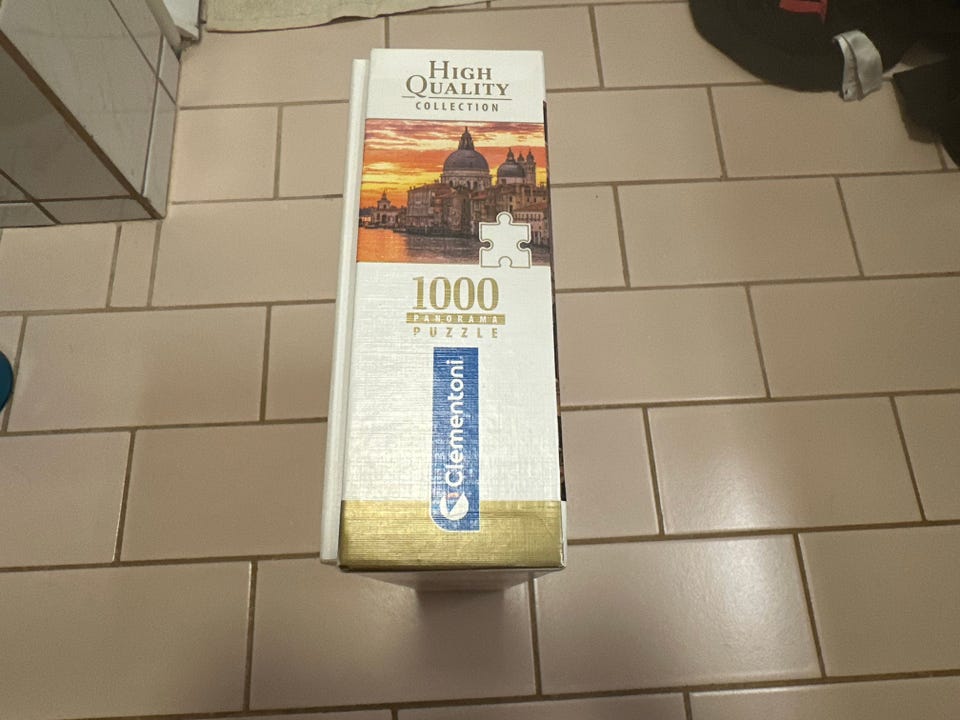 HIGH
QUALITY
COLLECTION
1000
PANORAMA
PUZZLE
Clementoni